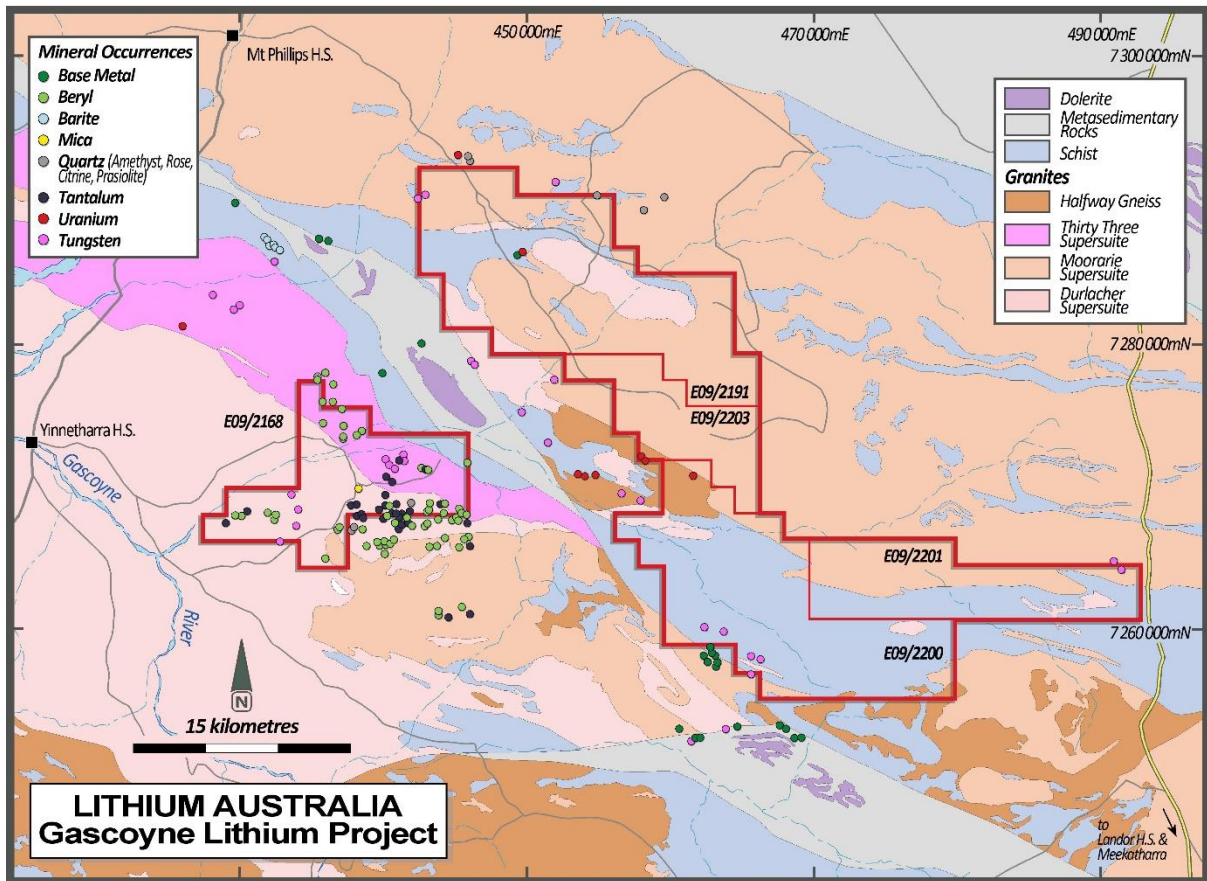 450 000mE
470 000mE
490 000mE
7 300 000mN
Mt Phillips H.S.
Mineral Occurrences
Base Metal
Beryl
Barite
Mica
Quartz (Amethyst, Rose,
Citrine, Prasiolite)
Tantalum
Uranium
Tungsten
Dolerite
Metasedimentary
Rocks
Schist
Granites
Halfway Gneiss
Thirty Three
Supersuite
Moorarie
Supersuite
Durlacher
Supersuite
7 280 000mN
E09/2191
E09/2203
E09/2168
Yinnetharra H.S.
Gascoyne
River
E09/2201
7 260 000mN
E09/2200
N
15 kilometres
LITHIUM AUSTRALIA
Gascoyne Lithium Project
to
Landor H.S. &
Meekatharra